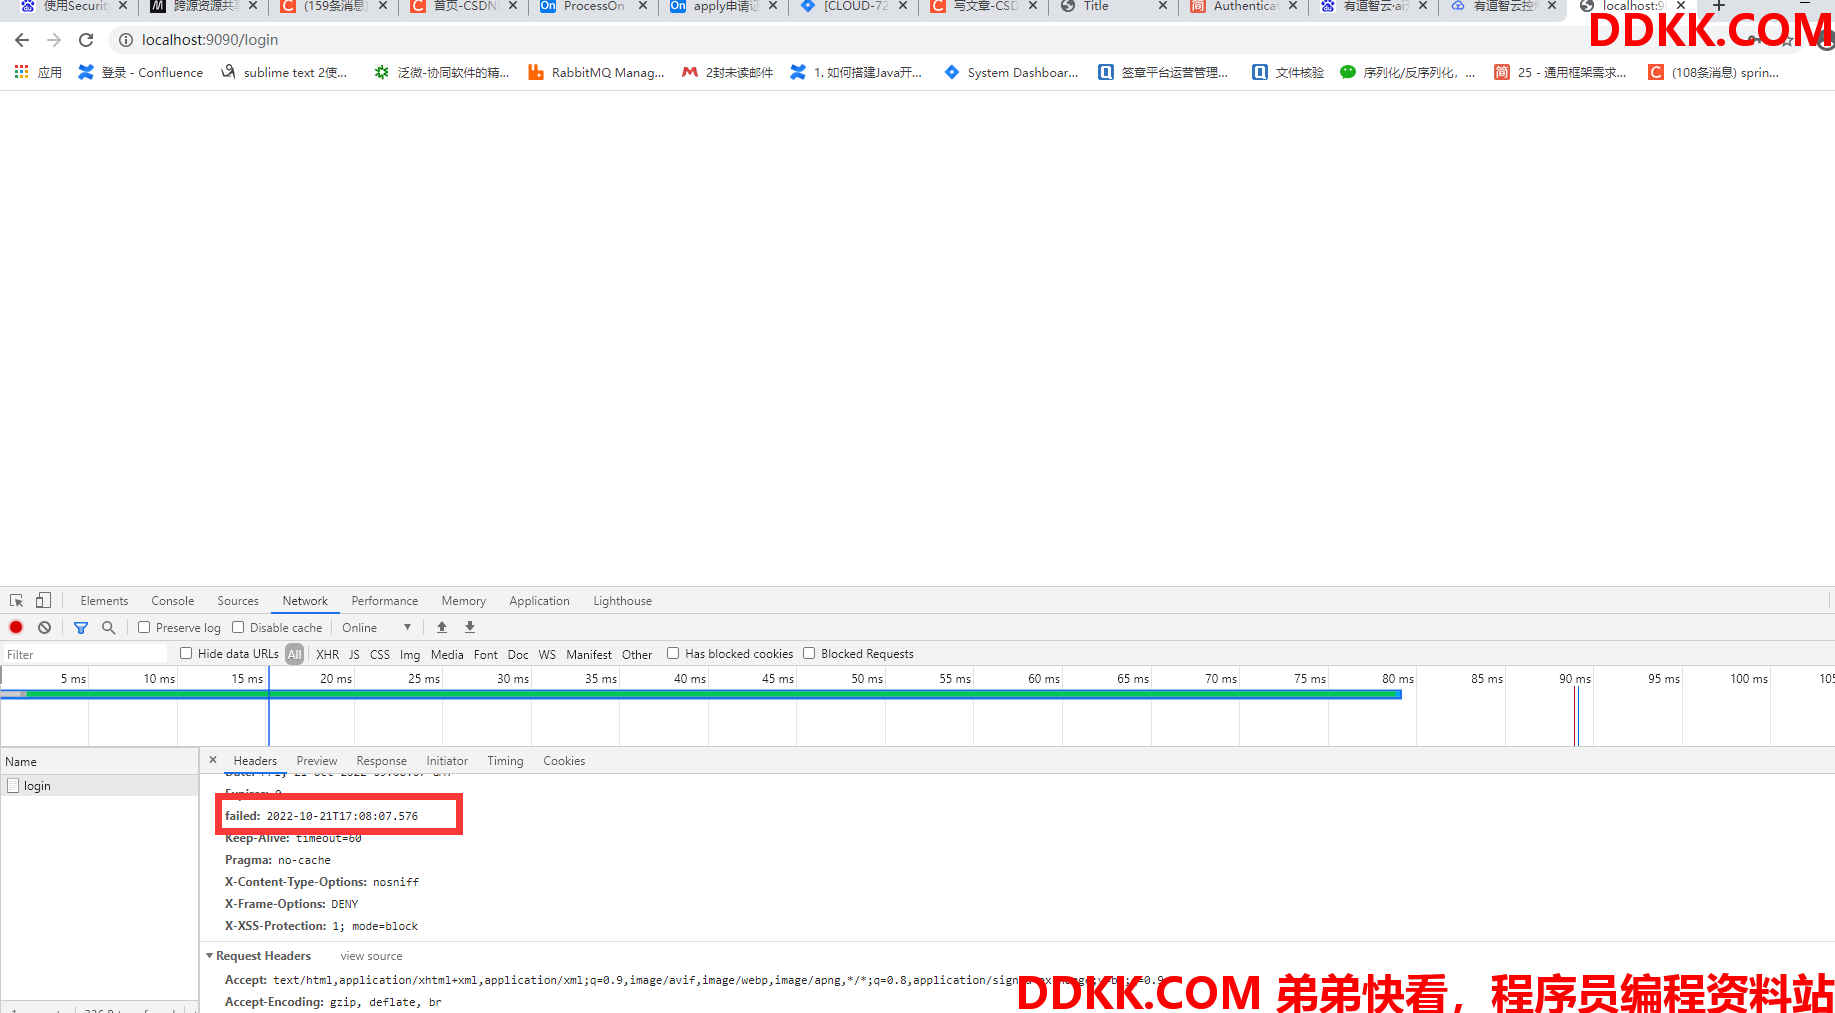 使用Securit
跨源资源共享
(159条消息)
首页-CSDN
ProcessOn
apply申请证
[CLOUD-72
写文章-CSD
Title
Authenticat
有道智云·ai
有道智云控
localhost:9
DDKK.COM
localhost:9090/login
应用
登录 - Confluence
sublime text 2使...
泛微-协同软件的精...
RabbitMQ Manag...
2封未读邮件
1. 如何搭建Java开...
System Dashboar...
签章平台运营管理...
文件核验
序列化/反序列化，...
25 - 通用框架需求...
(108条消息) sprin...
Elements Console Sources Network Performance Memory Application Lighthouse
Preserve log Disable cache Online
Filter Hide data URLs All XHR JS CSS Img Media Font Doc WS Manifest Other Has blocked cookies Blocked Requests
5 ms 10 ms 15 ms 20 ms 25 ms 30 ms 35 ms 40 ms 45 ms 50 ms 55 ms 60 ms 65 ms 70 ms 75 ms 80 ms 85 ms 90 ms 95 ms 100 ms 105
Name
login
Headers Preview Response Initiator Timing Cookies
Expires: 0
failed: 2022-10-21T17:08:07.576
Keep-Alive: timeout=60
Pragma: no-cache
X-Content-Type-Options: nosniff
X-Frame-Options: DENY
X-XSS-Protection: 1; mode=block
Request Headers view source
Accept: text/html,application/xhtml+xml,application/xml;q=0.9,image/avif,image/webp,image/apng,*/*;q=0.8,application/sign
Accept-Encoding: gzip, deflate, br
DDKK.COM 弟弟快看，程序员编程资料站